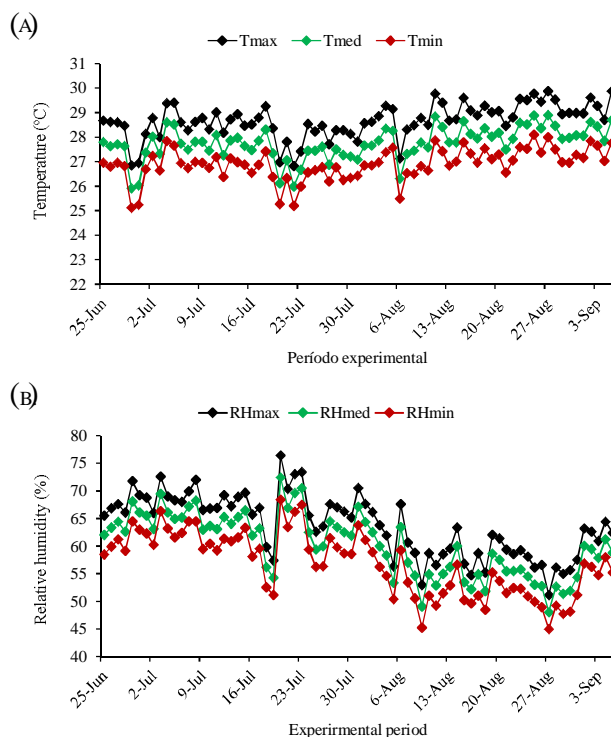 (A)
Tmax Tmed Tmin
31
30
29
28
27
26
25
24
23
22
Temperature (°C)
25-Jun 2-Jul 9-Jul 16-Jul 23-Jul 30-Jul 6-Aug 13-Aug 20-Aug 27-Aug 3-Sep
Período experimental
(B)
RHmax RHmed RHmin
80
75
70
65
60
55
50
45
40
Relative humidity (%)
25-Jun 2-Jul 9-Jul 16-Jul 23-Jul 30-Jul 6-Aug 13-Aug 20-Aug 27-Aug 3-Sep
Expeirmental period